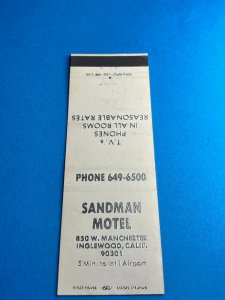 T.V.'s
PHONES
IN ALL ROOMS
REASONABLE RATES
PHONE 649-6500
SANDMAN
MOTEL
850 W. MANCHESTER
INGLEWOOD, CALIF.
90301
5 Min. to Int'l Airport